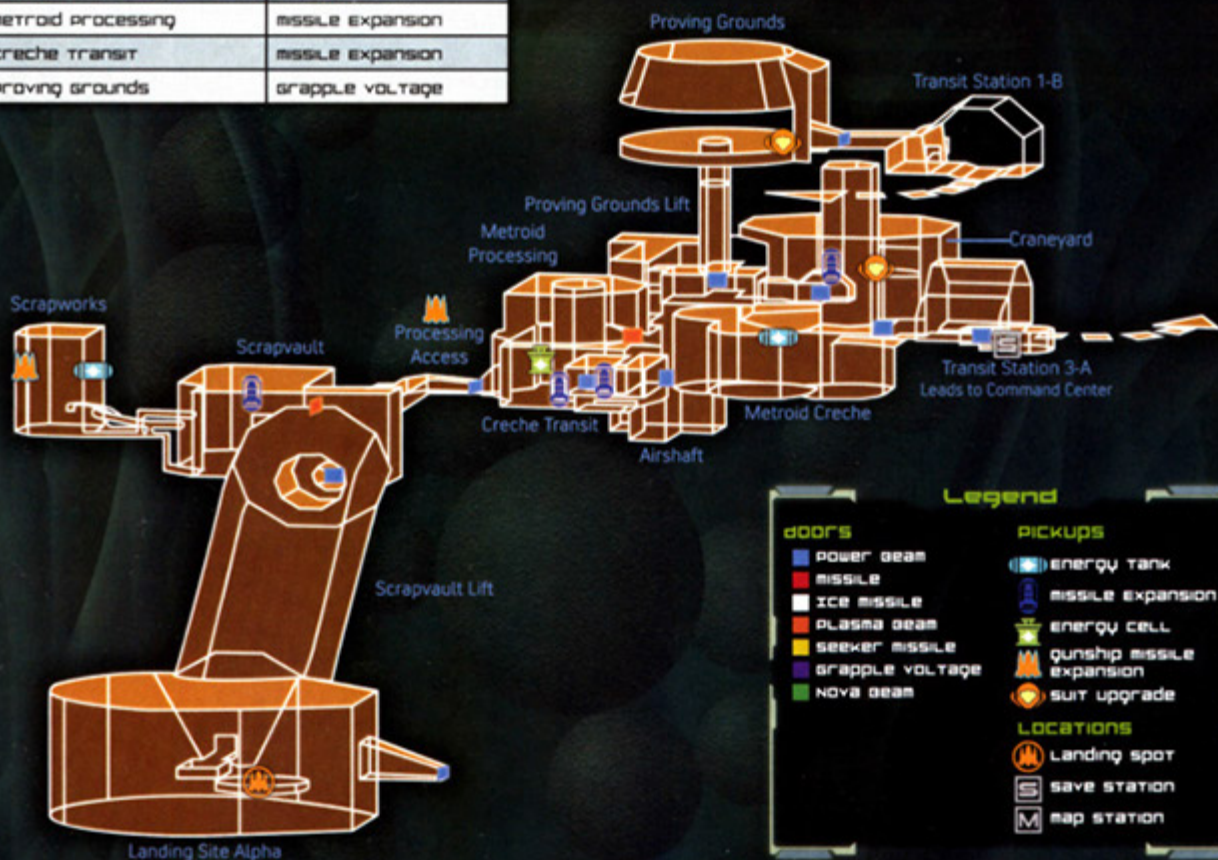 METROID PROCESSING MISSILE EXPANSION
CRECHE TRANSIT MISSILE EXPANSION
PROVING GROUNDS GRAPPLE VOLTAGE
Proving Grounds
Transit Station 1-B
Proving Grounds Lift
Metroid
Processing
Craneyard
Scrapworks
Processing
Access
Scrapvault
Transit Station 3-A
Leads to Command Center
Creche Transit
Metroid Creche
Airshaft
Scrapvault Lift
Landing Site Alpha
Legend
DOORS
POWER BEAM
MISSILE
ICE MISSILE
PLASMA BEAM
SEEKER MISSILE
GRAPPLE VOLTAGE
NOVA BEAM
PICKUPS
ENERGY TANK
MISSILE EXPANSION
ENERGY CELL
GUNSHIP MISSILE
EXPANSION
SUIT UPGRADE
LOCATIONS
LANDING SPOT
S SAVE STATION
M MAP STATION